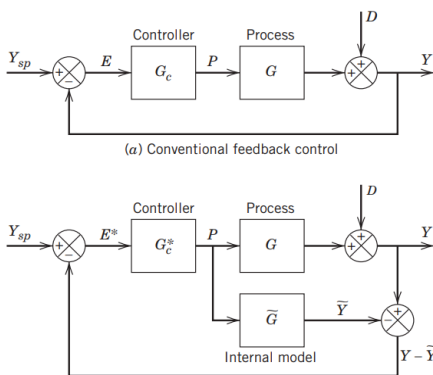 Controller Process
D
Y_sp + − E G_c P G + + Y
(a) Conventional feedback control
Controller Process
D
Y_sp + − E* G_c* P G + + Y
G̃ Ỹ − +
Internal model Y − Ỹ